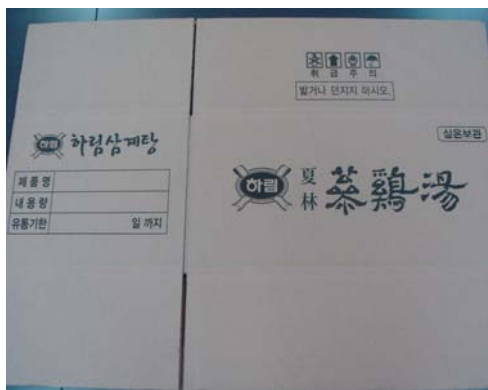 취 급 주 의
밟거나 던지지 마시오.
실온보관
하림 하림삼계탕
제 품 명
내 용 량
유통기한 일 까지
하림 夏林 蔘鷄湯